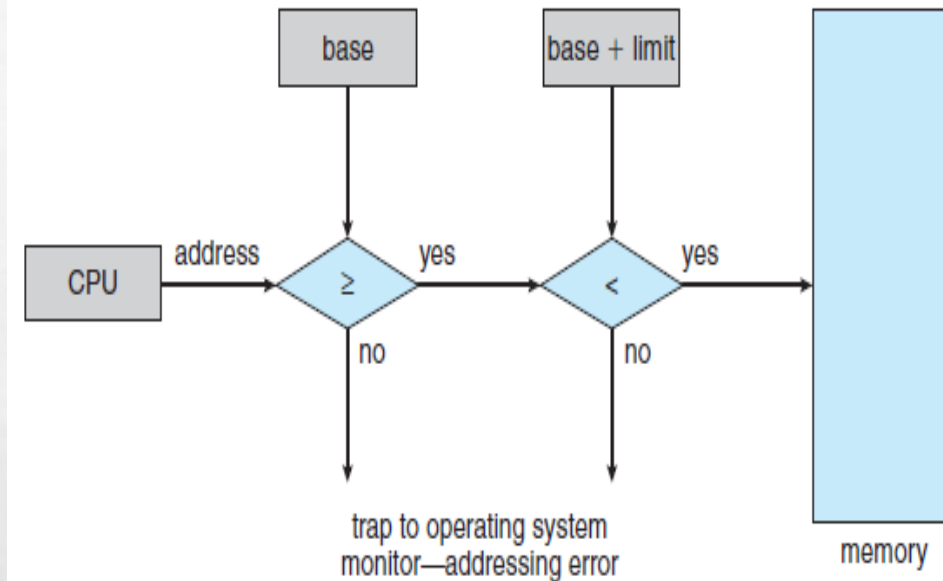 base
base + limit
address
yes
yes
CPU
≥
<
no
no
trap to operating system
monitor—addressing error
memory